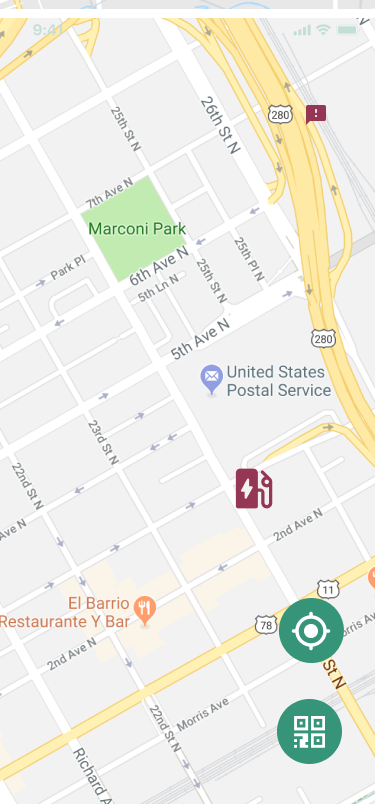 9:41
26th St N
25th St N
280
!
7th Ave N
Marconi Park
6th Ave N
25th Pl N
Park Pl
5th Ln N
25th St N
5th Ave N
280
United States
Postal Service
23rd St N
22nd St N
Ave N
2nd Ave N
11
El Barrio
Restaurante Y Bar
78
orris Ave
2nd Ave N
St N
Morris Ave
22nd St N
Richard A